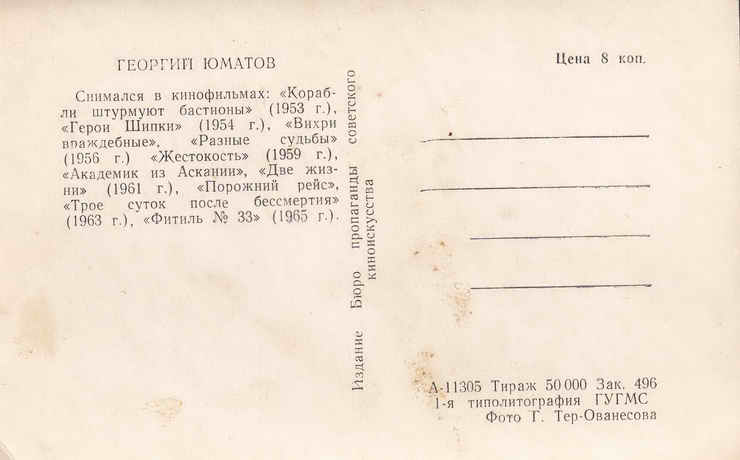 ГЕОРГИЙ ЮМАТОВ
Снимался в кинофильмах: «Кораб-
ли штурмуют бастионы» (1953 г.),
«Герои Шипки» (1954 г.), «Вихри
враждебные», «Разные судьбы»
(1956 г.) «Жестокость» (1959 г.),
«Академик из Аскании», «Две жиз-
ни» (1961 г.), «Порожний рейс»,
«Трое суток после бессмертия»
(1963 г.), «Фитиль № 33» (1965 г.).
Издание Бюро пропаганды советского
киноискусства
Цена 8 коп.
А-11305 Тираж 50 000 Зак. 496
1-я типолитография ГУГМС
Фото Г. Тер-Ованесова